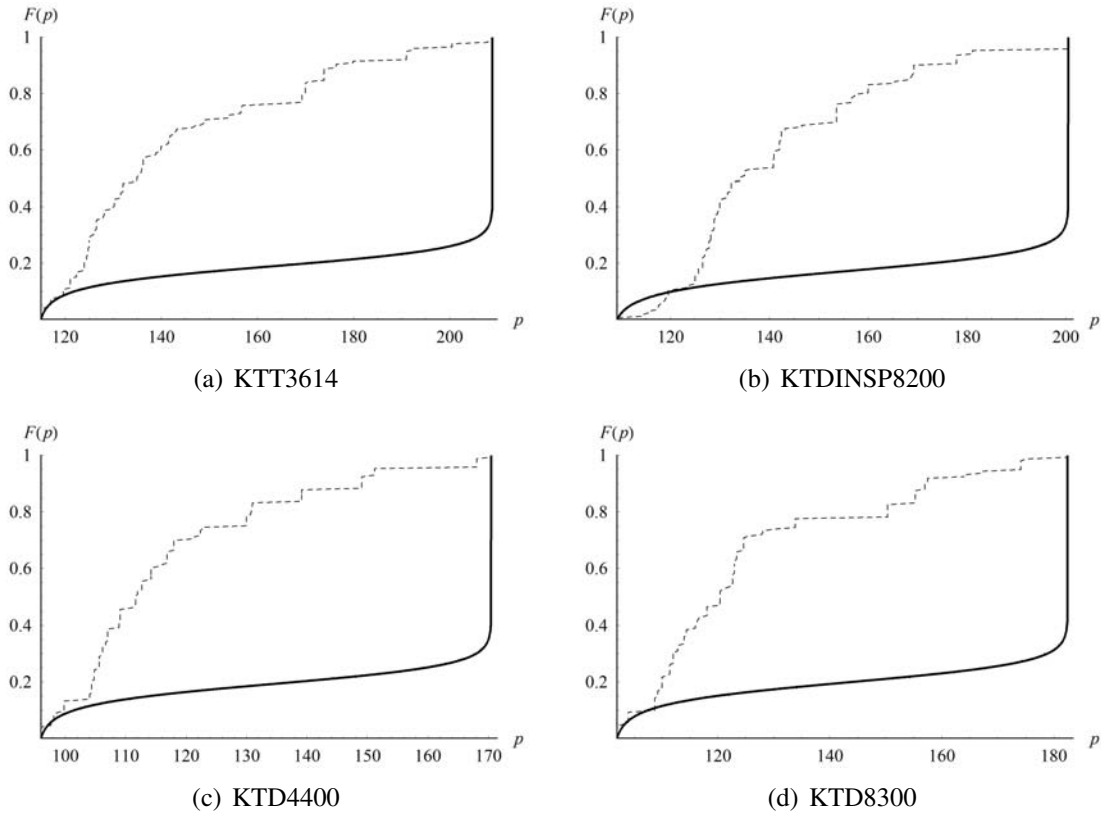 F(p)
1
0.8
0.6
0.4
0.2
120 140 160 180 200 p
(a) KTT3614
F(p)
1
0.8
0.6
0.4
0.2
120 140 160 180 200 p
(b) KTDINSP8200
F(p)
1
0.8
0.6
0.4
0.2
100 110 120 130 140 150 160 170 p
(c) KTD4400
F(p)
1
0.8
0.6
0.4
0.2
120 140 160 180 p
(d) KTD8300